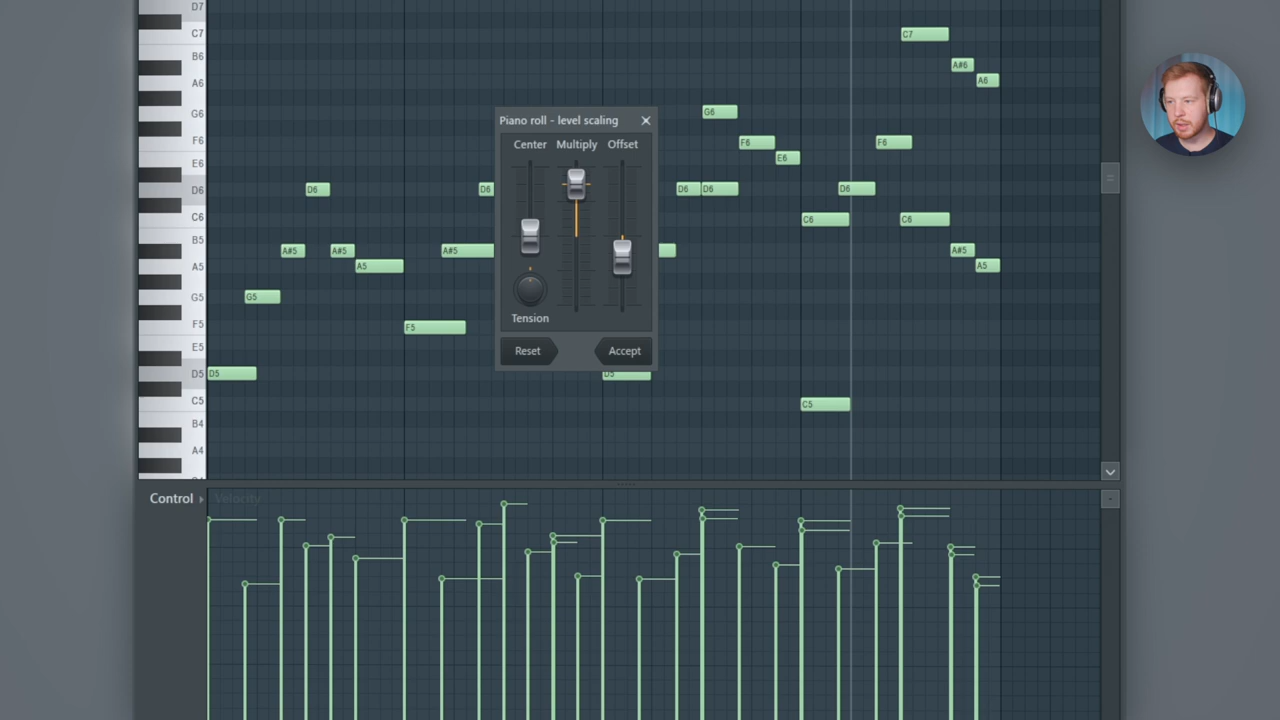 D7
C7
B6
A6
G6
F6
E6
D6
C6
B5
A5
G5
F5
E5
D5
C5
B4
A4
D5
G5
A#5
D6
A#5
A5
F5
A#5
D6
D5
D6
D6
G6
F6
E6
C6
C5
D6
F6
C7
C6
A#6
A#5
A6
A5
Piano roll - level scaling
Center Multiply Offset
Tension
Reset Accept
Control
Velocity